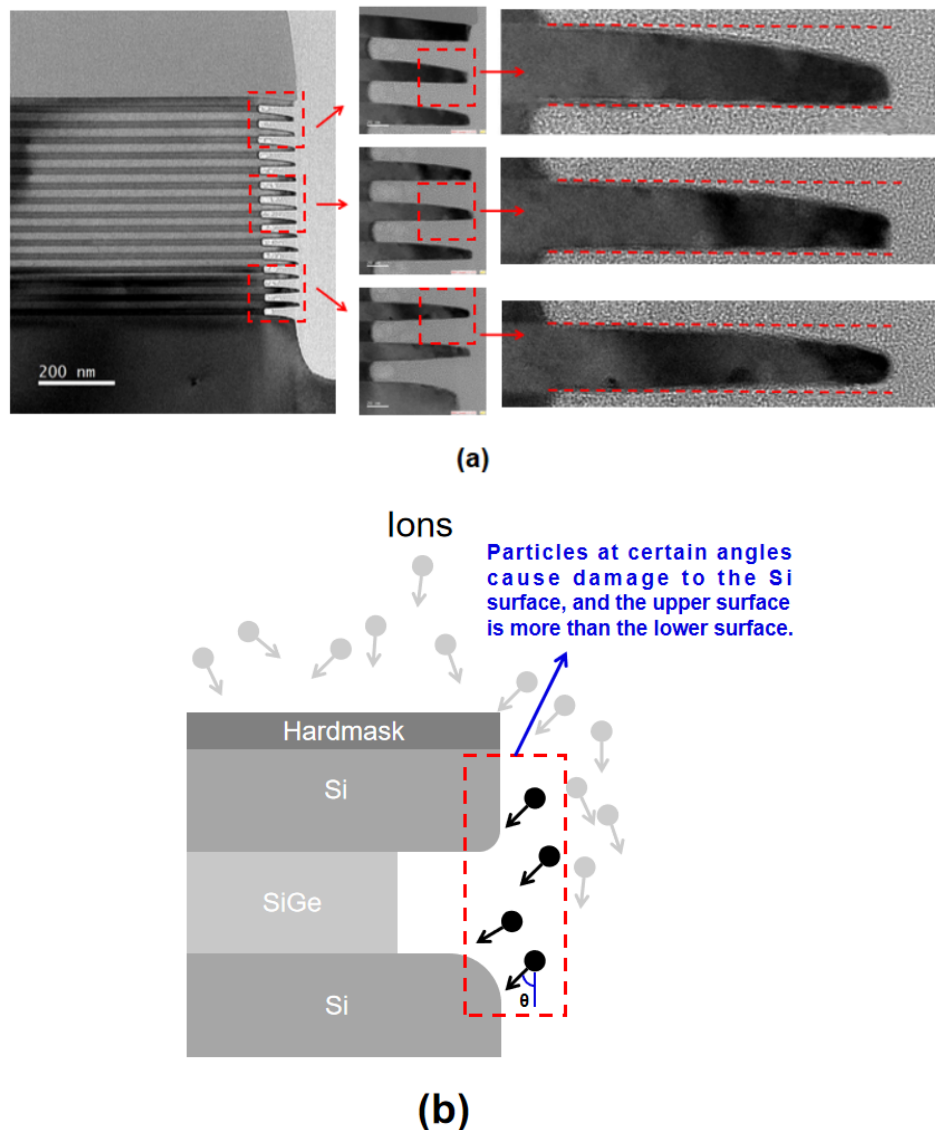 200 nm
(a)
Ions
Particles at certain angles
cause damage to the Si
surface, and the upper surface
is more than the lower surface.
Hardmask
Si
SiGe
θ
Si
(b)